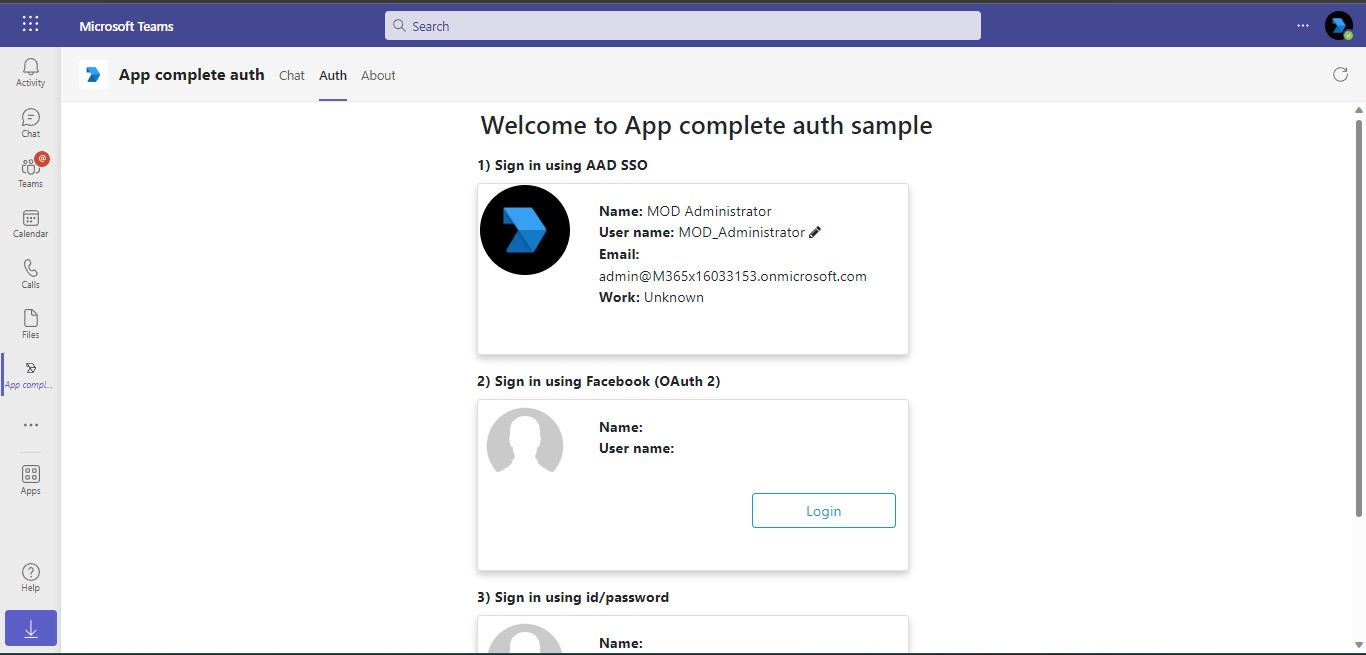 Microsoft Teams
Search
Activity
Chat
@
Teams
Calendar
Calls
Files
App compl...
Apps
Help
App complete auth Chat Auth About
Welcome to App complete auth sample
1) Sign in using AAD SSO
Name: MOD Administrator
User name: MOD_Administrator
Email:
admin@M365x16033153.onmicrosoft.com
Work: Unknown
2) Sign in using Facebook (OAuth 2)
Name:
User name:
Login
3) Sign in using id/password
Name: